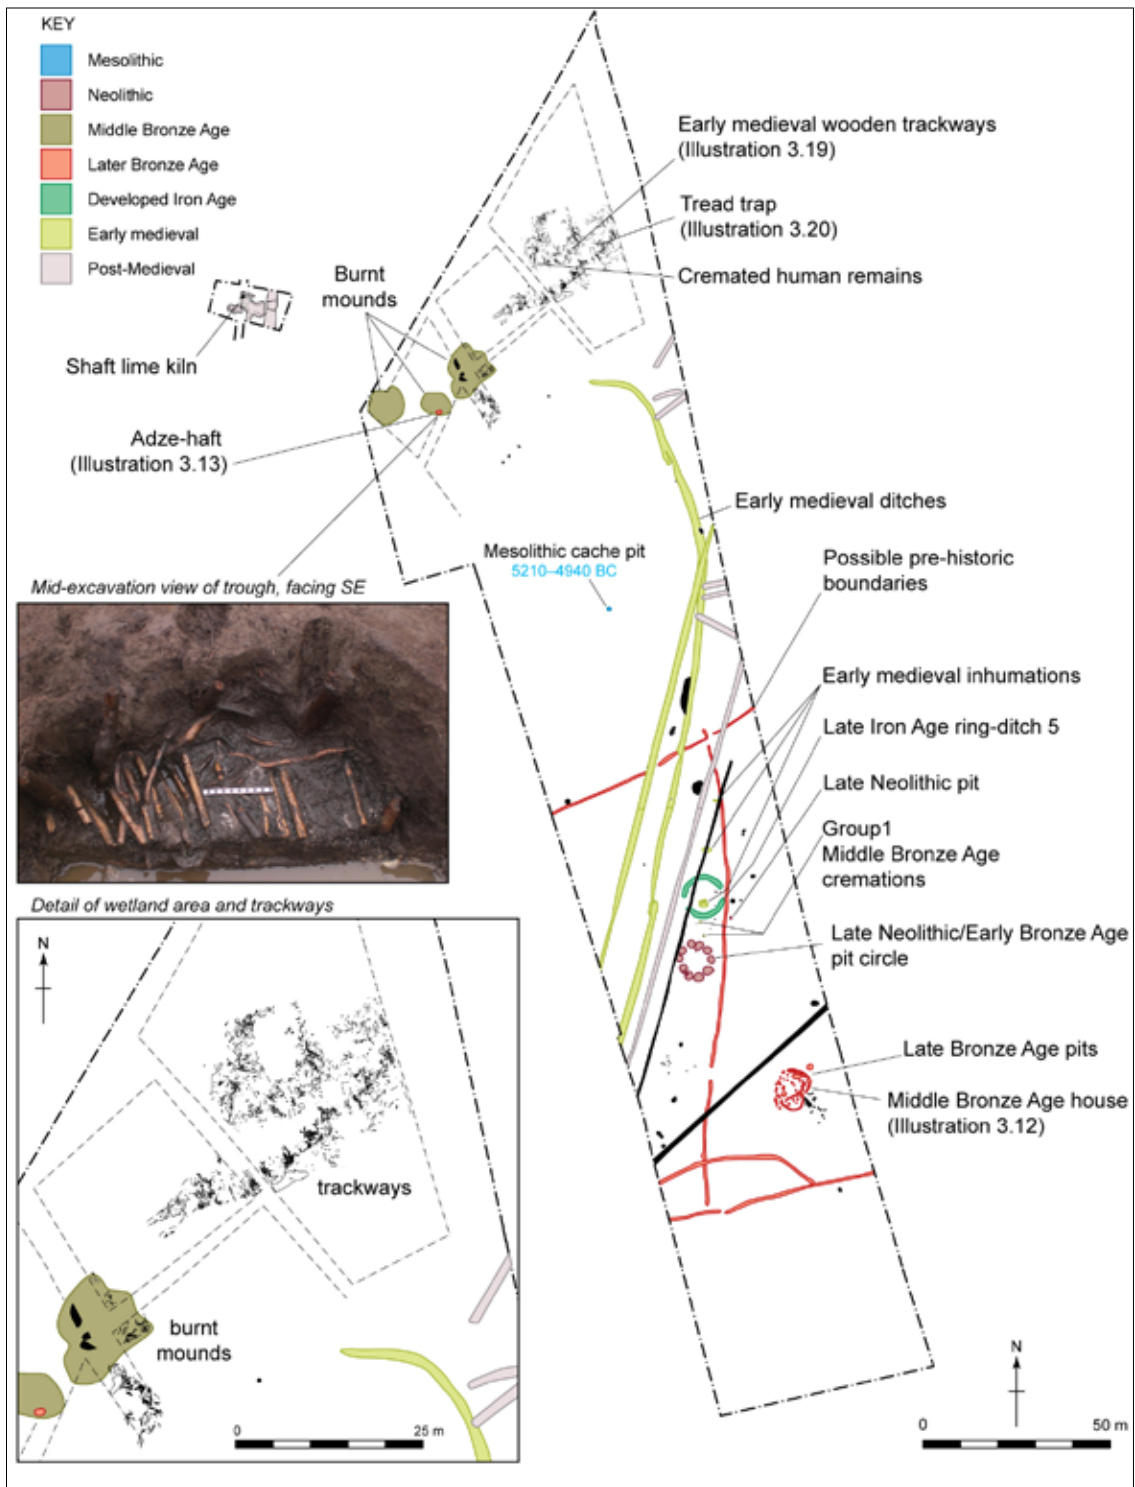 KEY
Mesolithic
Neolithic
Middle Bronze Age
Later Bronze Age
Developed Iron Age
Early medieval
Post-Medieval
Early medieval wooden trackways
(Illustration 3.19)
Tread trap
(Illustration 3.20)
Cremated human remains
Burnt
mounds
Shaft lime kiln
Adze-haft
(Illustration 3.13)
Early medieval ditches
Mesolithic cache pit
5210–4940 BC
Possible pre-historic
boundaries
Mid-excavation view of trough, facing SE
Early medieval inhumations
Late Iron Age ring-ditch 5
Late Neolithic pit
Group1
Middle Bronze Age
cremations
Late Neolithic/Early Bronze Age
pit circle
Late Bronze Age pits
Middle Bronze Age house
(Illustration 3.12)
Detail of wetland area and trackways
N
trackways
burnt
mounds
0 25 m
N
0 50 m